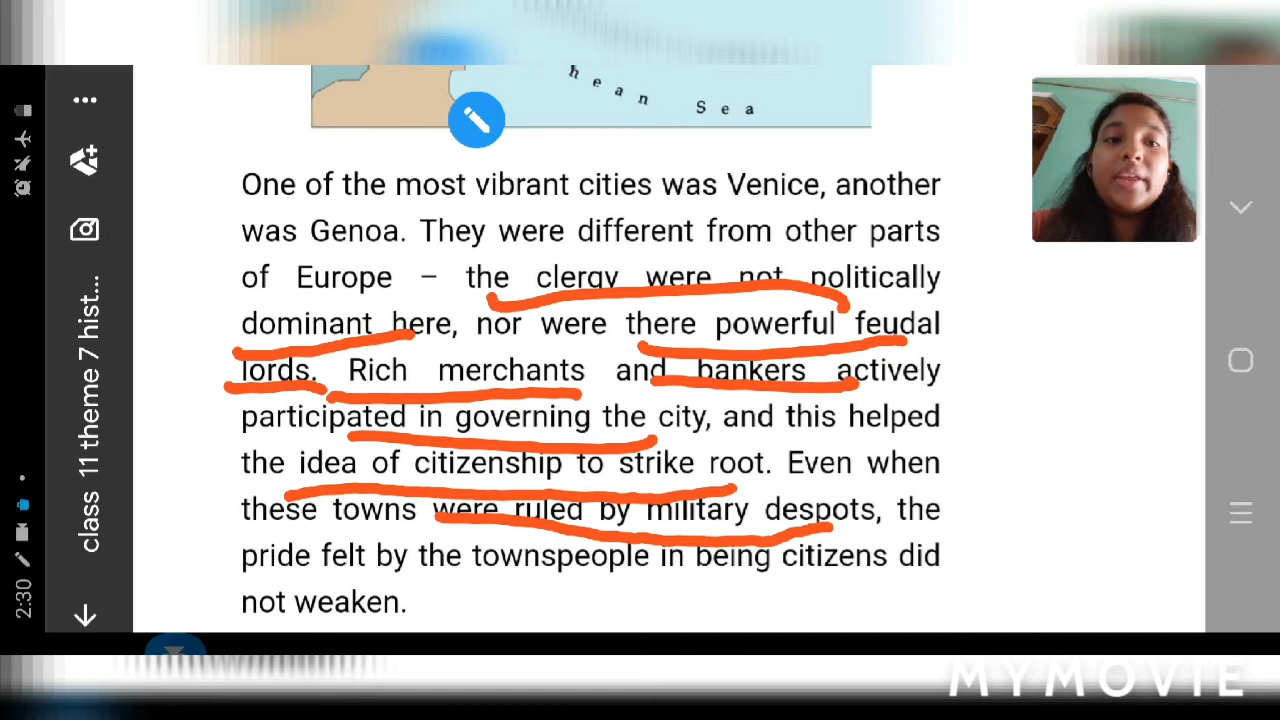 hean Sea
One of the most vibrant cities was Venice, another
was Genoa. They were different from other parts
of Europe – the clergy were not politically
dominant here, nor were there powerful feudal
lords. Rich merchants and bankers actively
participated in governing the city, and this helped
the idea of citizenship to strike root. Even when
these towns were ruled by military despots, the
pride felt by the townspeople in being citizens did
not weaken.
class 11 theme 7 hist...
2:30
MYMOVIE